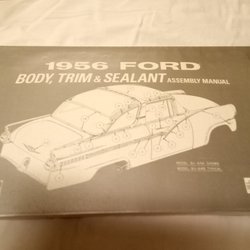 1956 FORD
BODY, TRIM & SEALANT ASSEMBLY MANUAL